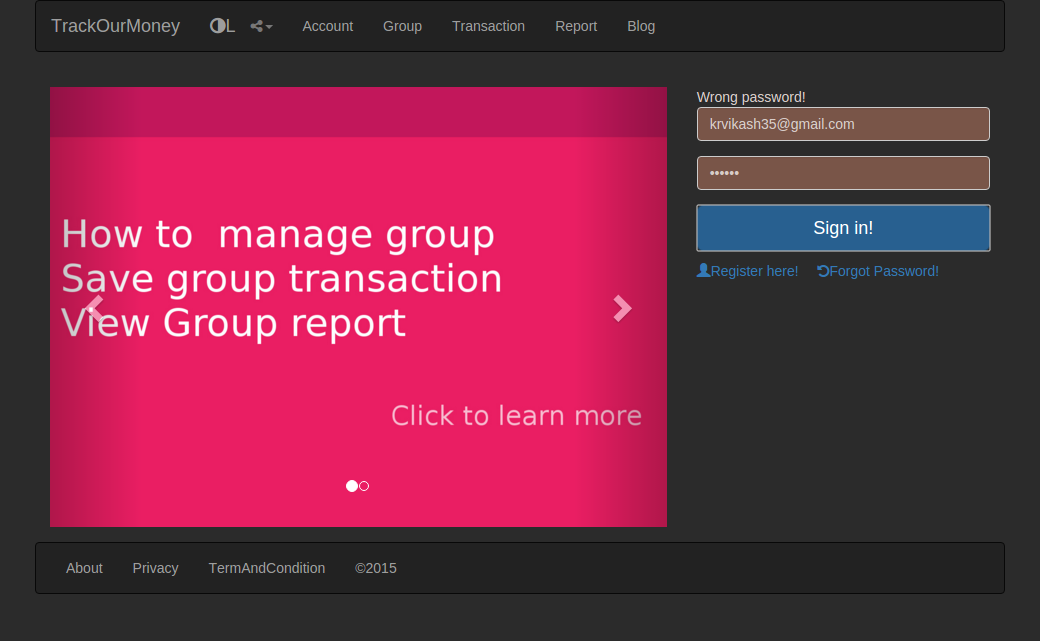 TrackOurMoney L Account Group Transaction Report Blog
How to manage group
Save group transaction
View Group report
Click to learn more
Wrong password!
krvikash35@gmail.com
••••••
Sign in!
Register here! Forgot Password!
About Privacy TermAndCondition ©2015